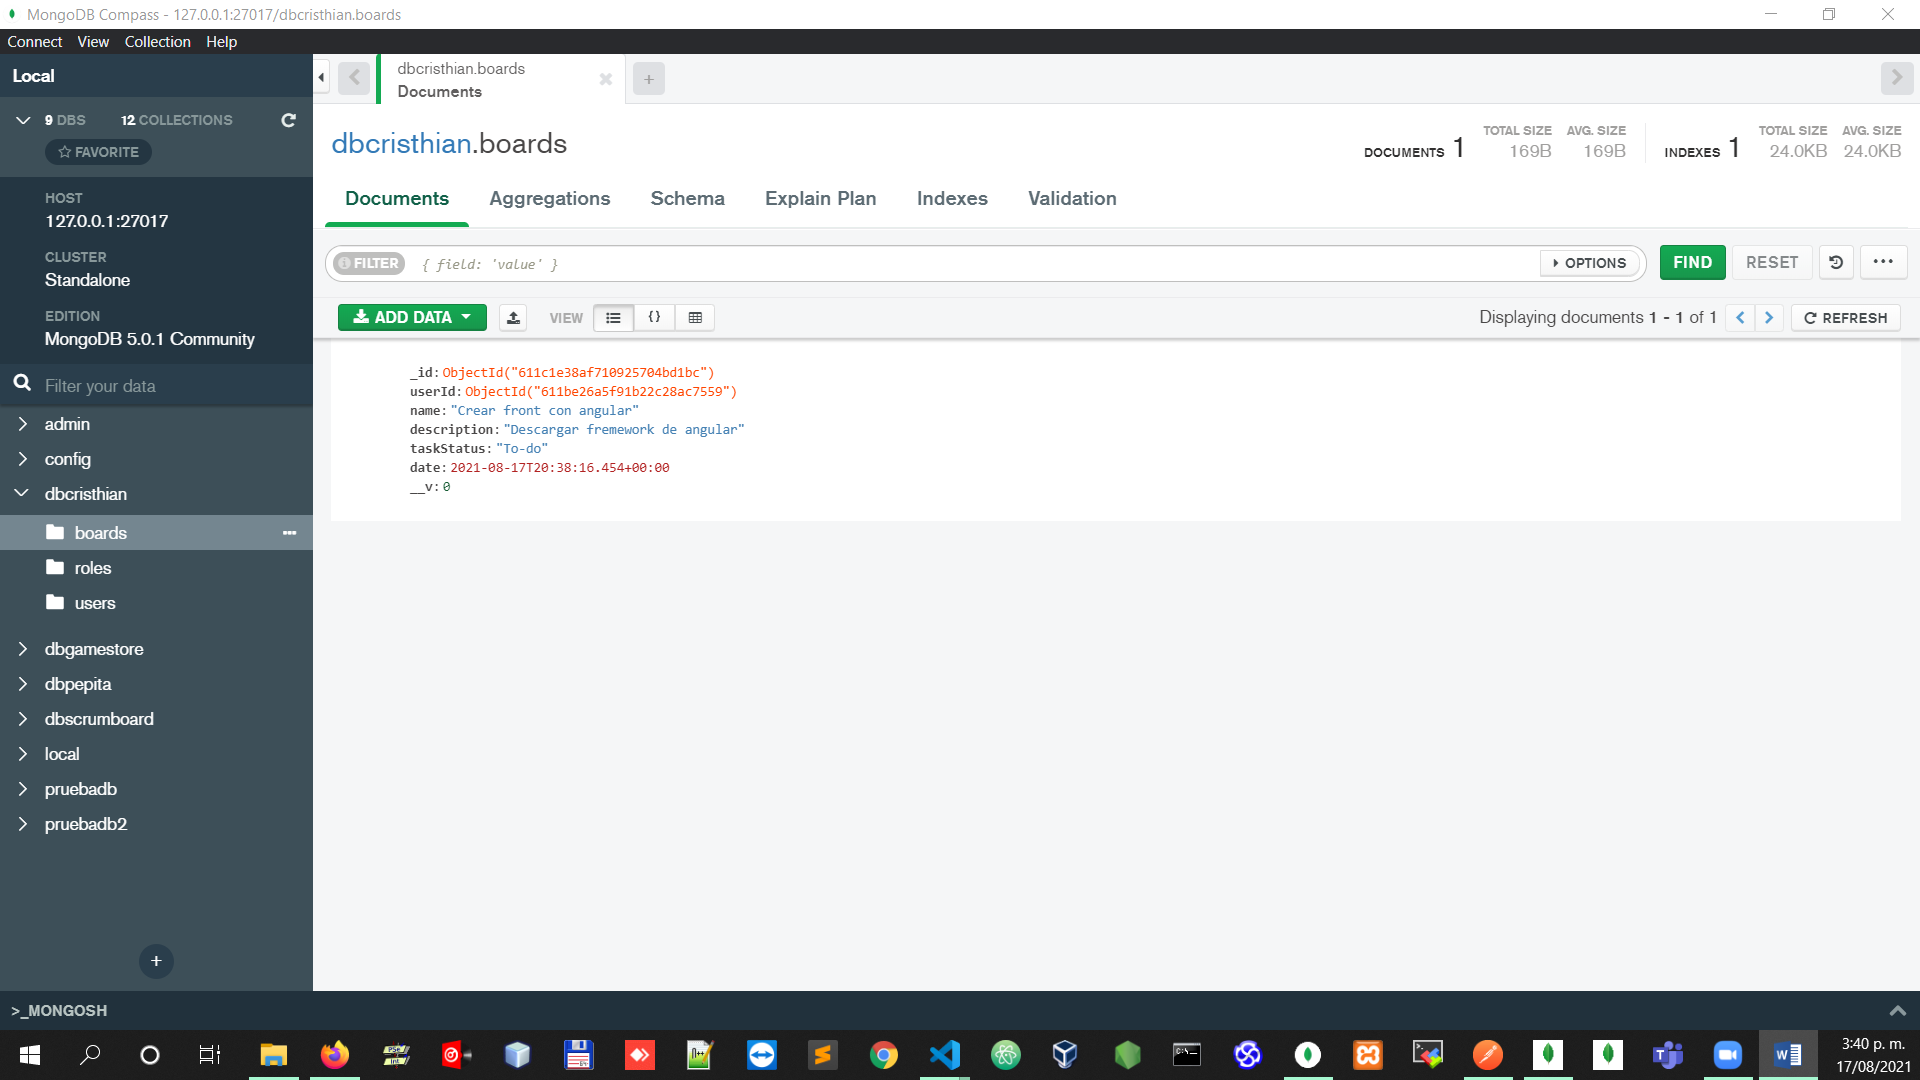 MongoDB Compass - 127.0.0.1:27017/dbcristhian.boards
Connect View Collection Help
Local
9 DBS 12 COLLECTIONS
FAVORITE
HOST
127.0.0.1:27017
CLUSTER
Standalone
EDITION
MongoDB 5.0.1 Community
Filter your data
admin
config
dbcristhian
boards
roles
users
dbgamestore
dbpepita
dbscrumboard
local
pruebadb
pruebadb2
+
dbcristhian.boards
Documents
+
dbcristhian.boards
DOCUMENTS 1 TOTAL SIZE 169B AVG. SIZE 169B
INDEXES 1 TOTAL SIZE 24.0KB AVG. SIZE 24.0KB
Documents Aggregations Schema Explain Plan Indexes Validation
FILTER { field: 'value' } OPTIONS FIND RESET ...
ADD DATA VIEW {} Displaying documents 1 - 1 of 1 < > REFRESH
_id: ObjectId("611c1e38af710925704bd1bc")
userId: ObjectId("611be26a5f91b22c28ac7559")
name: "Crear front con angular"
description: "Descargar fremework de angular"
taskStatus: "To-do"
date: 2021-08-17T20:38:16.454+00:00
__v: 0
>_MONGOSH
3:40 p. m.
17/08/2021